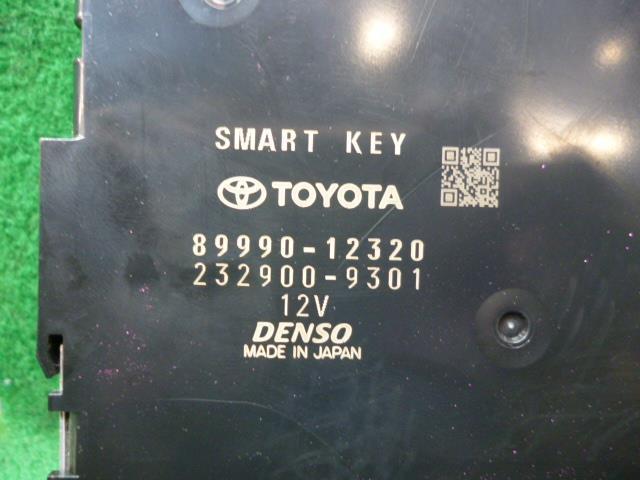 SMART KEY
TOYOTA
89990-12320
232900-9301
12V
DENSO
MADE IN JAPAN